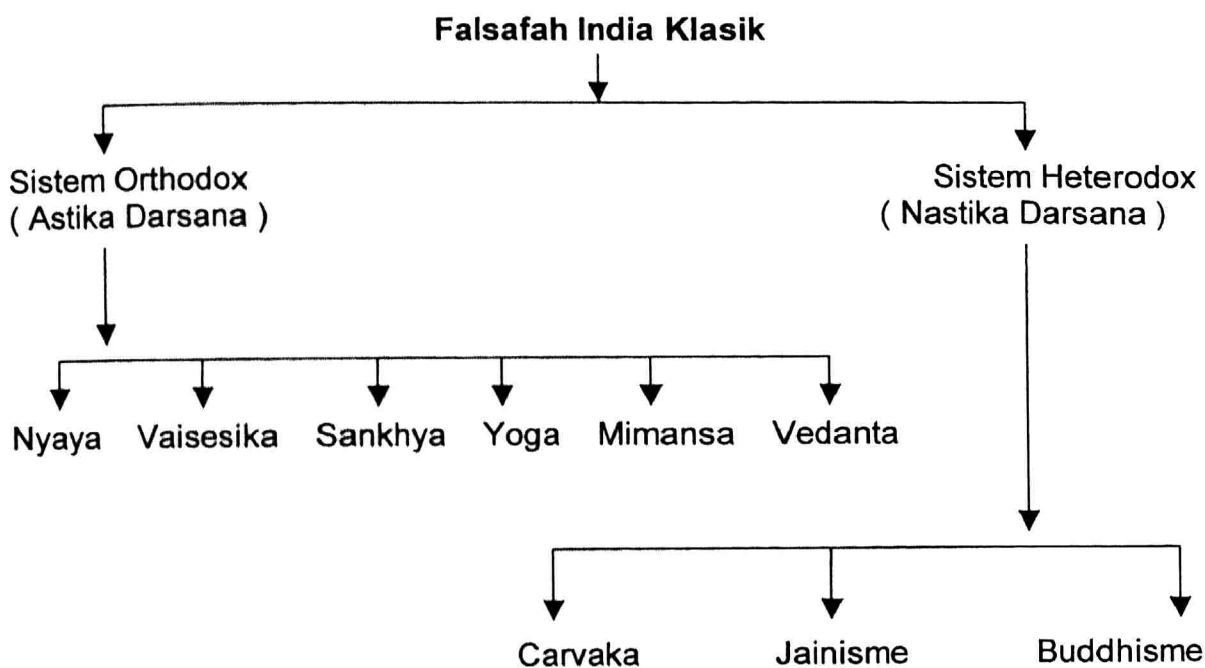 Falsafah India Klasik
Sistem Orthodox
( Astika Darsana )
Sistem Heterodox
( Nastika Darsana )
Nyaya Vaisesika Sankhya Yoga Mimansa Vedanta
Carvaka Jainisme Buddhisme